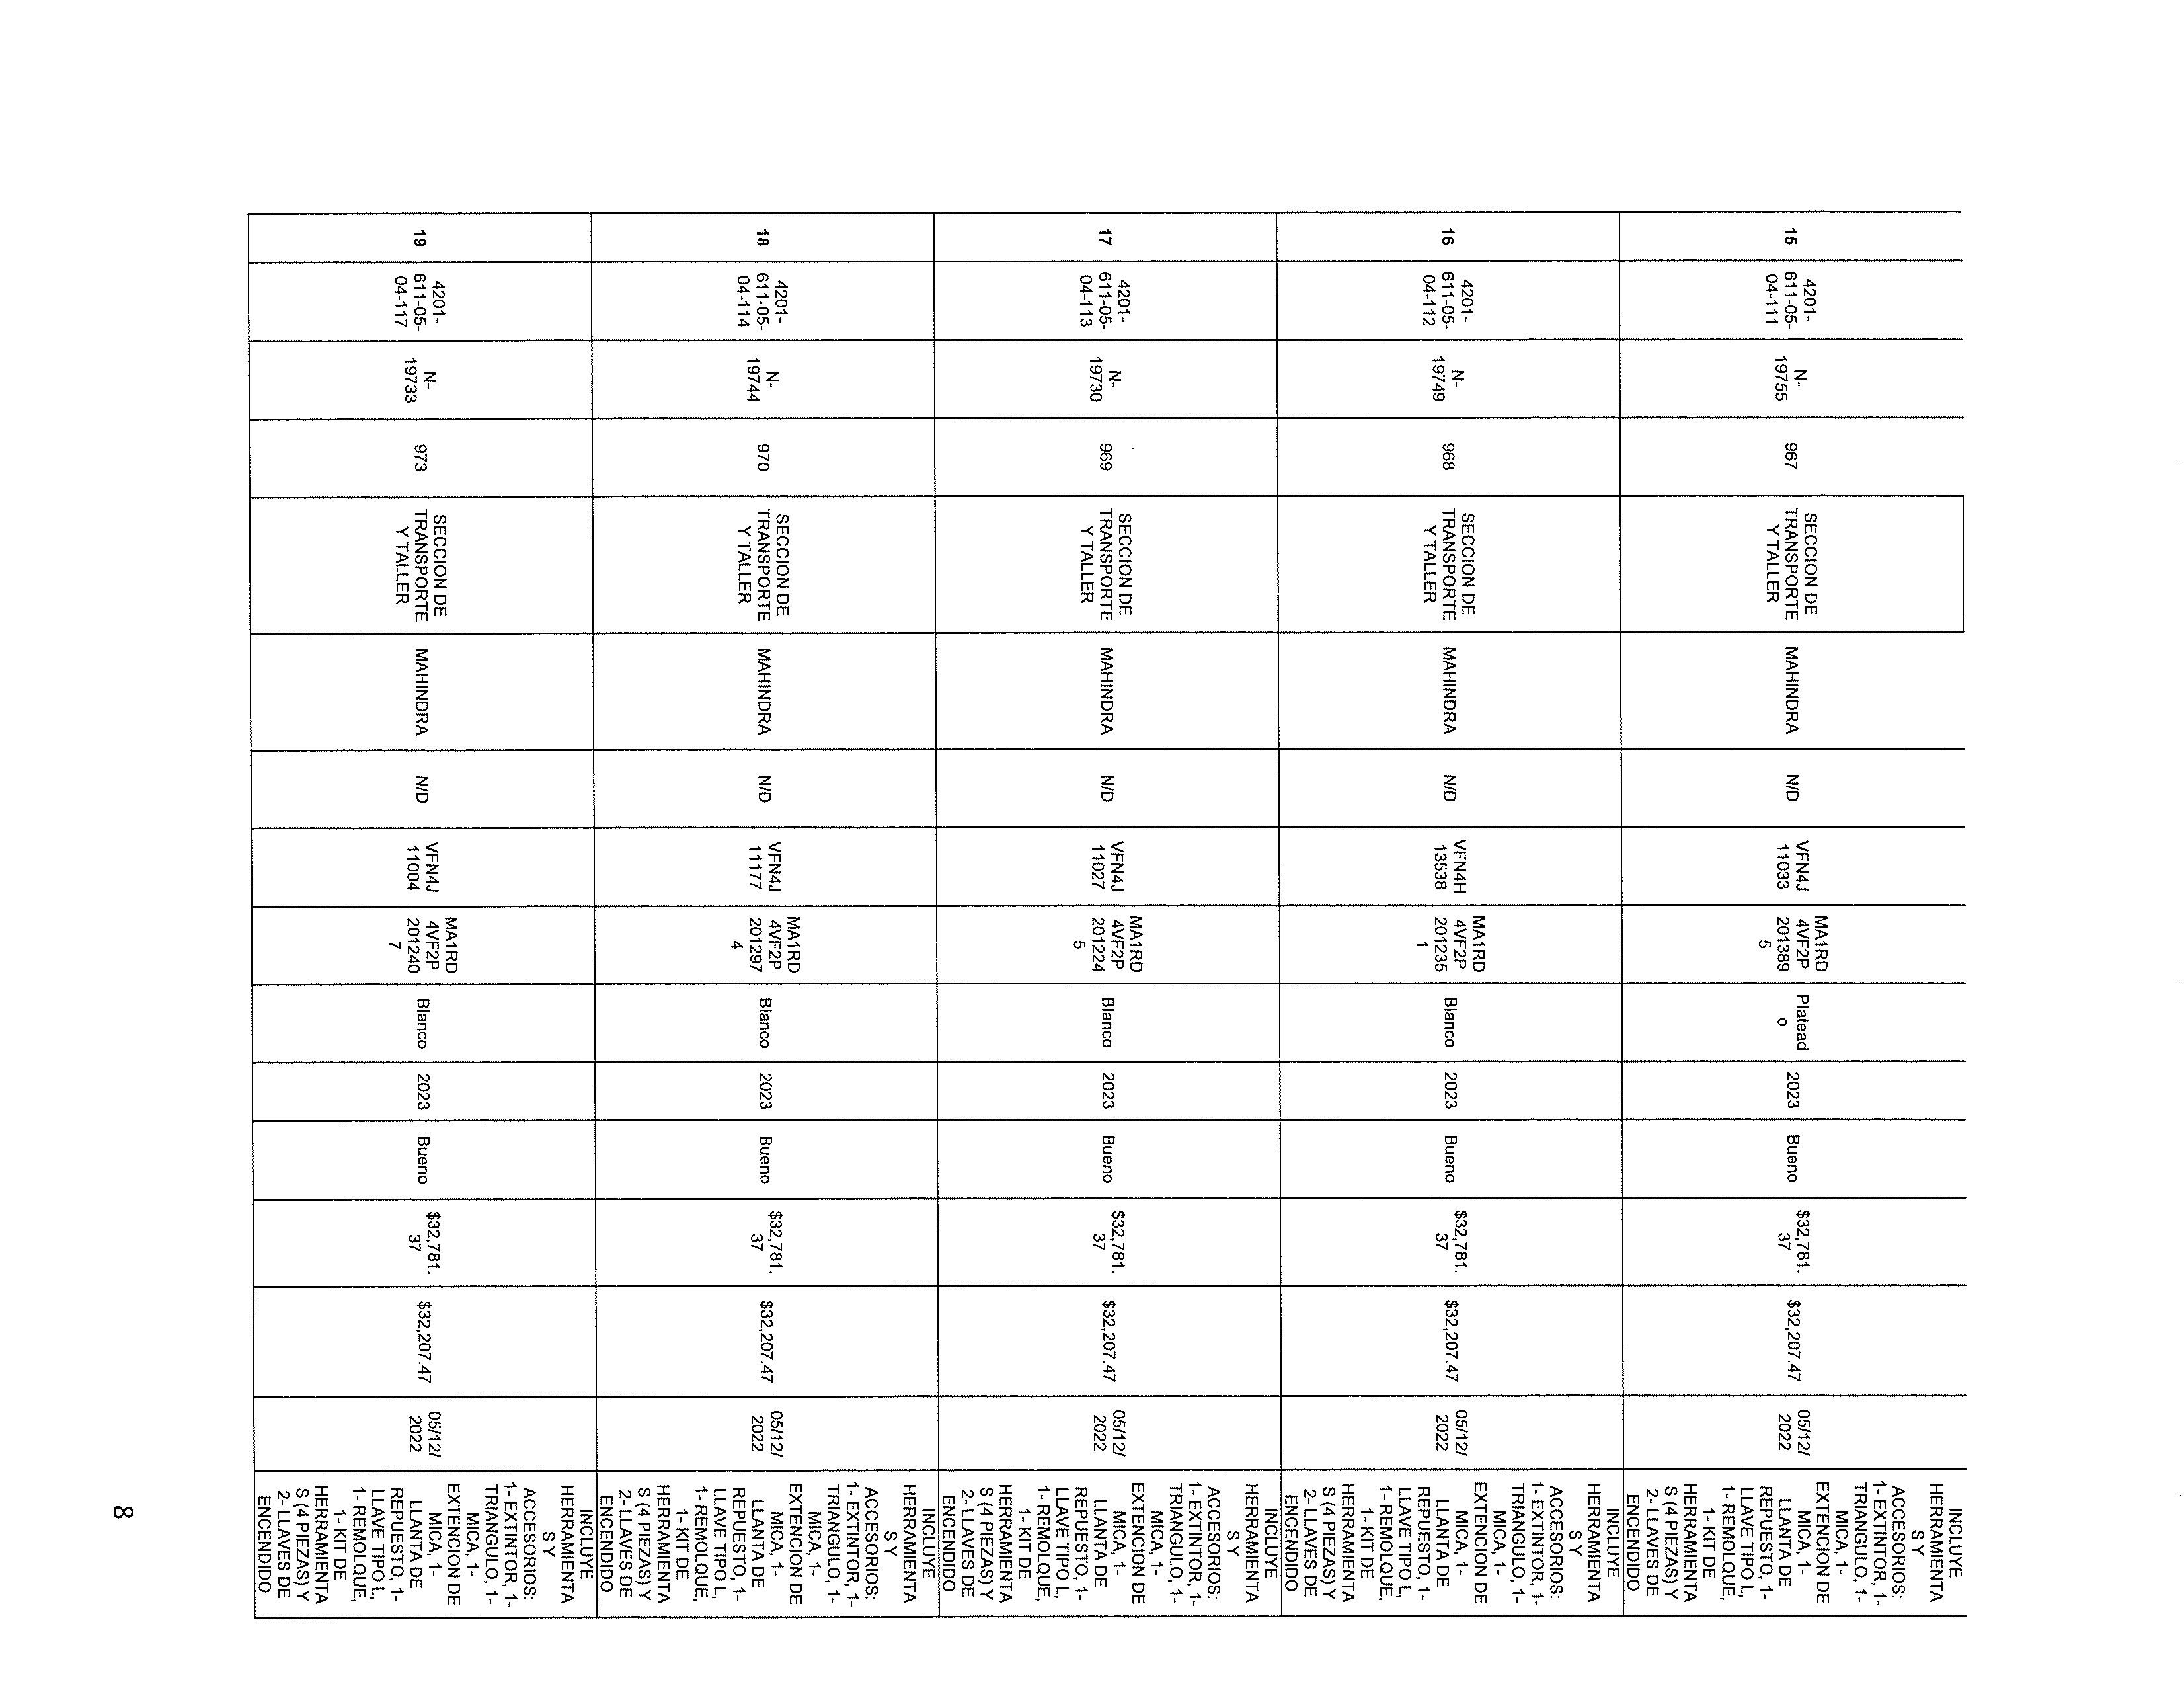 15
4201-
611-05-
04-111
N-
19755
967
SECCION DE
TRANSPORTE
Y TALLER
MAHINDRA
N/D
VFN4J
11033
MA1RD
4VF2P
201389
5
Platead
o
2023
Bueno
$32,781.
37
$32,207.47
05/12/
2022
INCLUYE
HERRAMIENTA
S Y
ACCESORIOS:
1- EXTINTOR, 1-
TRIANGULO, 1-
MICA, 1-
EXTENCION DE
MICA, 1-
LLANTA DE
REPUESTO, 1-
LLAVE TIPO L,
1- REMOLQUE,
1- KIT DE
HERRAMIENTA
S (4 PIEZAS) Y
2- LLAVES DE
ENCENDIDO
16
4201-
611-05-
04-112
N-
19749
968
SECCION DE
TRANSPORTE
Y TALLER
MAHINDRA
N/D
VFN4H
13538
MA1RD
4VF2P
201235
1
Blanco
2023
Bueno
$32,781.
37
$32,207.47
05/12/
2022
INCLUYE
HERRAMIENTA
S Y
ACCESORIOS:
1- EXTINTOR, 1-
TRIANGULO, 1-
MICA, 1-
EXTENCION DE
MICA, 1-
LLANTA DE
REPUESTO, 1-
LLAVE TIPO L,
1- REMOLQUE,
1- KIT DE
HERRAMIENTA
S (4 PIEZAS) Y
2- LLAVES DE
ENCENDIDO
17
4201-
611-05-
04-113
N-
19730
969
SECCION DE
TRANSPORTE
Y TALLER
MAHINDRA
N/D
VFN4J
11027
MA1RD
4VF2P
201224
5
Blanco
2023
Bueno
$32,781.
37
$32,207.47
05/12/
2022
INCLUYE
HERRAMIENTA
S Y
ACCESORIOS:
1- EXTINTOR, 1-
TRIANGULO, 1-
MICA, 1-
EXTENCION DE
MICA, 1-
LLANTA DE
REPUESTO, 1-
LLAVE TIPO L,
1- REMOLQUE,
1- KIT DE
HERRAMIENTA
S (4 PIEZAS) Y
2- LLAVES DE
ENCENDIDO
18
4201-
611-05-
04-114
N-
19744
970
SECCION DE
TRANSPORTE
Y TALLER
MAHINDRA
N/D
VFN4J
11177
MA1RD
4VF2P
201297
4
Blanco
2023
Bueno
$32,781.
37
$32,207.47
05/12/
2022
INCLUYE
HERRAMIENTA
S Y
ACCESORIOS:
1- EXTINTOR, 1-
TRIANGULO, 1-
MICA, 1-
EXTENCION DE
MICA, 1-
LLANTA DE
REPUESTO, 1-
LLAVE TIPO L,
1- REMOLQUE,
1- KIT DE
HERRAMIENTA
S (4 PIEZAS) Y
2- LLAVES DE
ENCENDIDO
19
4201-
611-05-
04-117
N-
19733
973
SECCION DE
TRANSPORTE
Y TALLER
MAHINDRA
N/D
VFN4J
11004
MA1RD
4VF2P
201240
7
Blanco
2023
Bueno
$32,781.
37
$32,207.47
05/12/
2022
INCLUYE
HERRAMIENTA
S Y
ACCESORIOS:
1- EXTINTOR, 1-
TRIANGULO, 1-
MICA, 1-
EXTENCION DE
MICA, 1-
LLANTA DE
REPUESTO, 1-
LLAVE TIPO L,
1- REMOLQUE,
1- KIT DE
HERRAMIENTA
S (4 PIEZAS) Y
2- LLAVES DE
ENCENDIDO
8